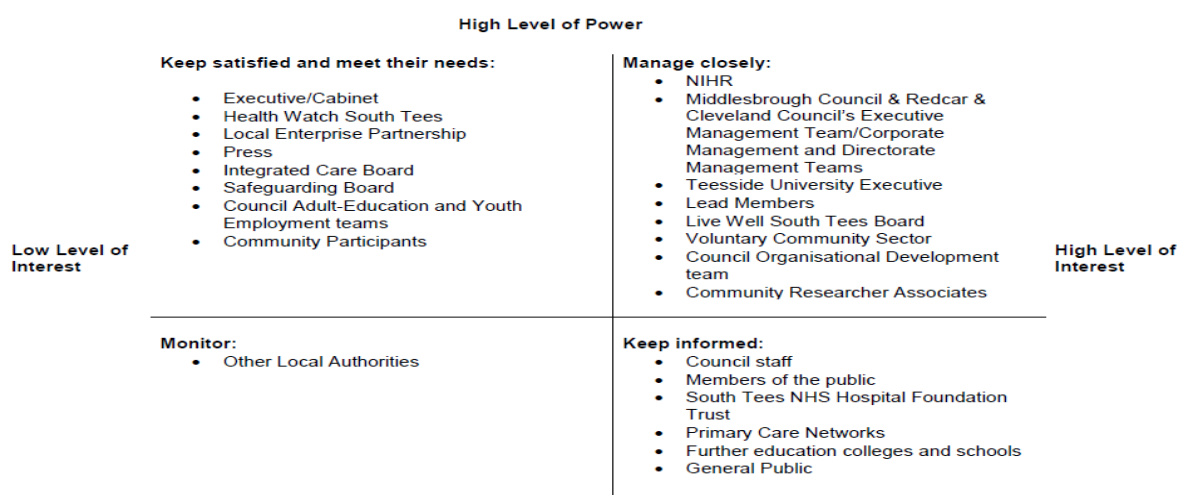 High Level of Power
Keep satisfied and meet their needs:
• Executive/Cabinet
• Health Watch South Tees
• Local Enterprise Partnership
• Press
• Integrated Care Board
• Safeguarding Board
• Council Adult-Education and Youth
Employment teams
• Community Participants
Manage closely:
• NIHR
• Middlesbrough Council & Redcar &
Cleveland Council's Executive
Management Team/Corporate
Management and Directorate
Management Teams
• Teesside University Executive
• Lead Members
• Live Well South Tees Board
• Voluntary Community Sector
• Council Organisational Development
team
• Community Researcher Associates
Low Level of
Interest
High Level of
Interest
Monitor:
• Other Local Authorities
Keep informed:
• Council staff
• Members of the public
• South Tees NHS Hospital Foundation
Trust
• Primary Care Networks
• Further education colleges and schools
• General Public